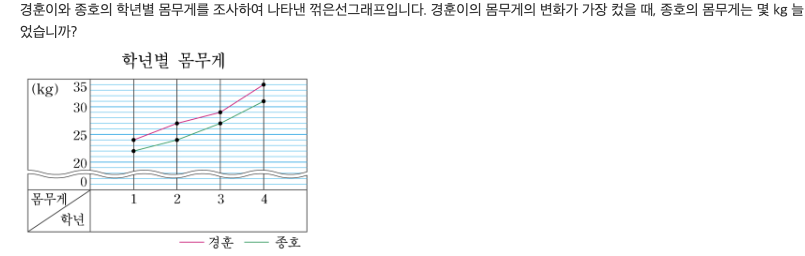 경훈이와 종호의 학년별 몸무게를 조사하여 나타낸 꺾은선그래프입니다. 경훈이의 몸무게의 변화가 가장 컸을 때, 종호의 몸무게는 몇 kg 늘
었습니까?
학년별 몸무게
(kg) 35
30
25
20
0
몸무게 1 2 3 4
학년
경훈 종호